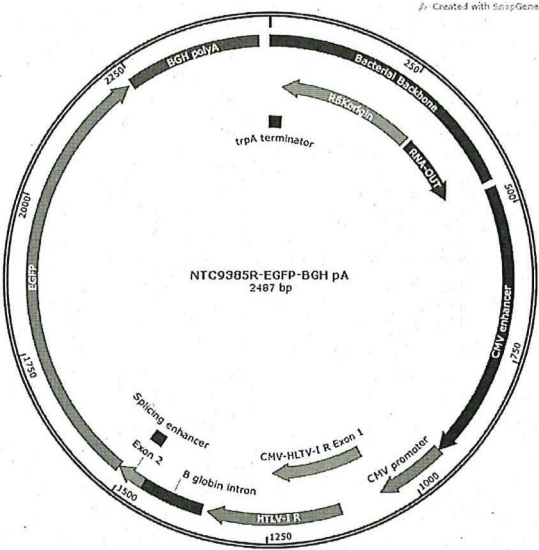 Created with SnapGene
250
500
750
1000
1250
1500
1750
2000
2250
Bacterial Backbone
R6Korigin
RNA-OUT
trpA terminator
CMV enhancer
CMV promoter
CMV-HLTV-I R Exon 1
HTLV-I R
B globin intron
Exon 2
Splicing enhancer
EGFP
BGH polyA
NTC9385R-EGFP-BGH pA
2487 bp